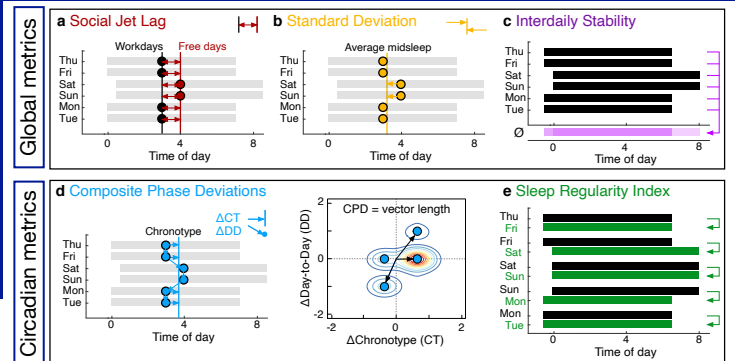 Global metrics
a Social Jet Lag
Workdays Free days
Thu
Fri
Sat
Sun
Mon
Tue
0 4 8
Time of day
b Standard Deviation
Average midsleep
Thu
Fri
Sat
Sun
Mon
Tue
0 4 8
Time of day
c Interdaily Stability
Thu
Fri
Sat
Sun
Mon
Tue
Ø
0 4 8
Time of day
Circadian metrics
d Composite Phase Deviations
ΔCT
ΔDD
Chronotype
Thu
Fri
Sat
Sun
Mon
Tue
0 4 8
Time of day
CPD = vector length
ΔDay-to-Day (DD)
2
0
-2
-2 0 2
ΔChronotype (CT)
e Sleep Regularity Index
Thu
Fri
Fri
Sat
Sat
Sun
Sun
Mon
Mon
Tue
0 4 8
Time of day